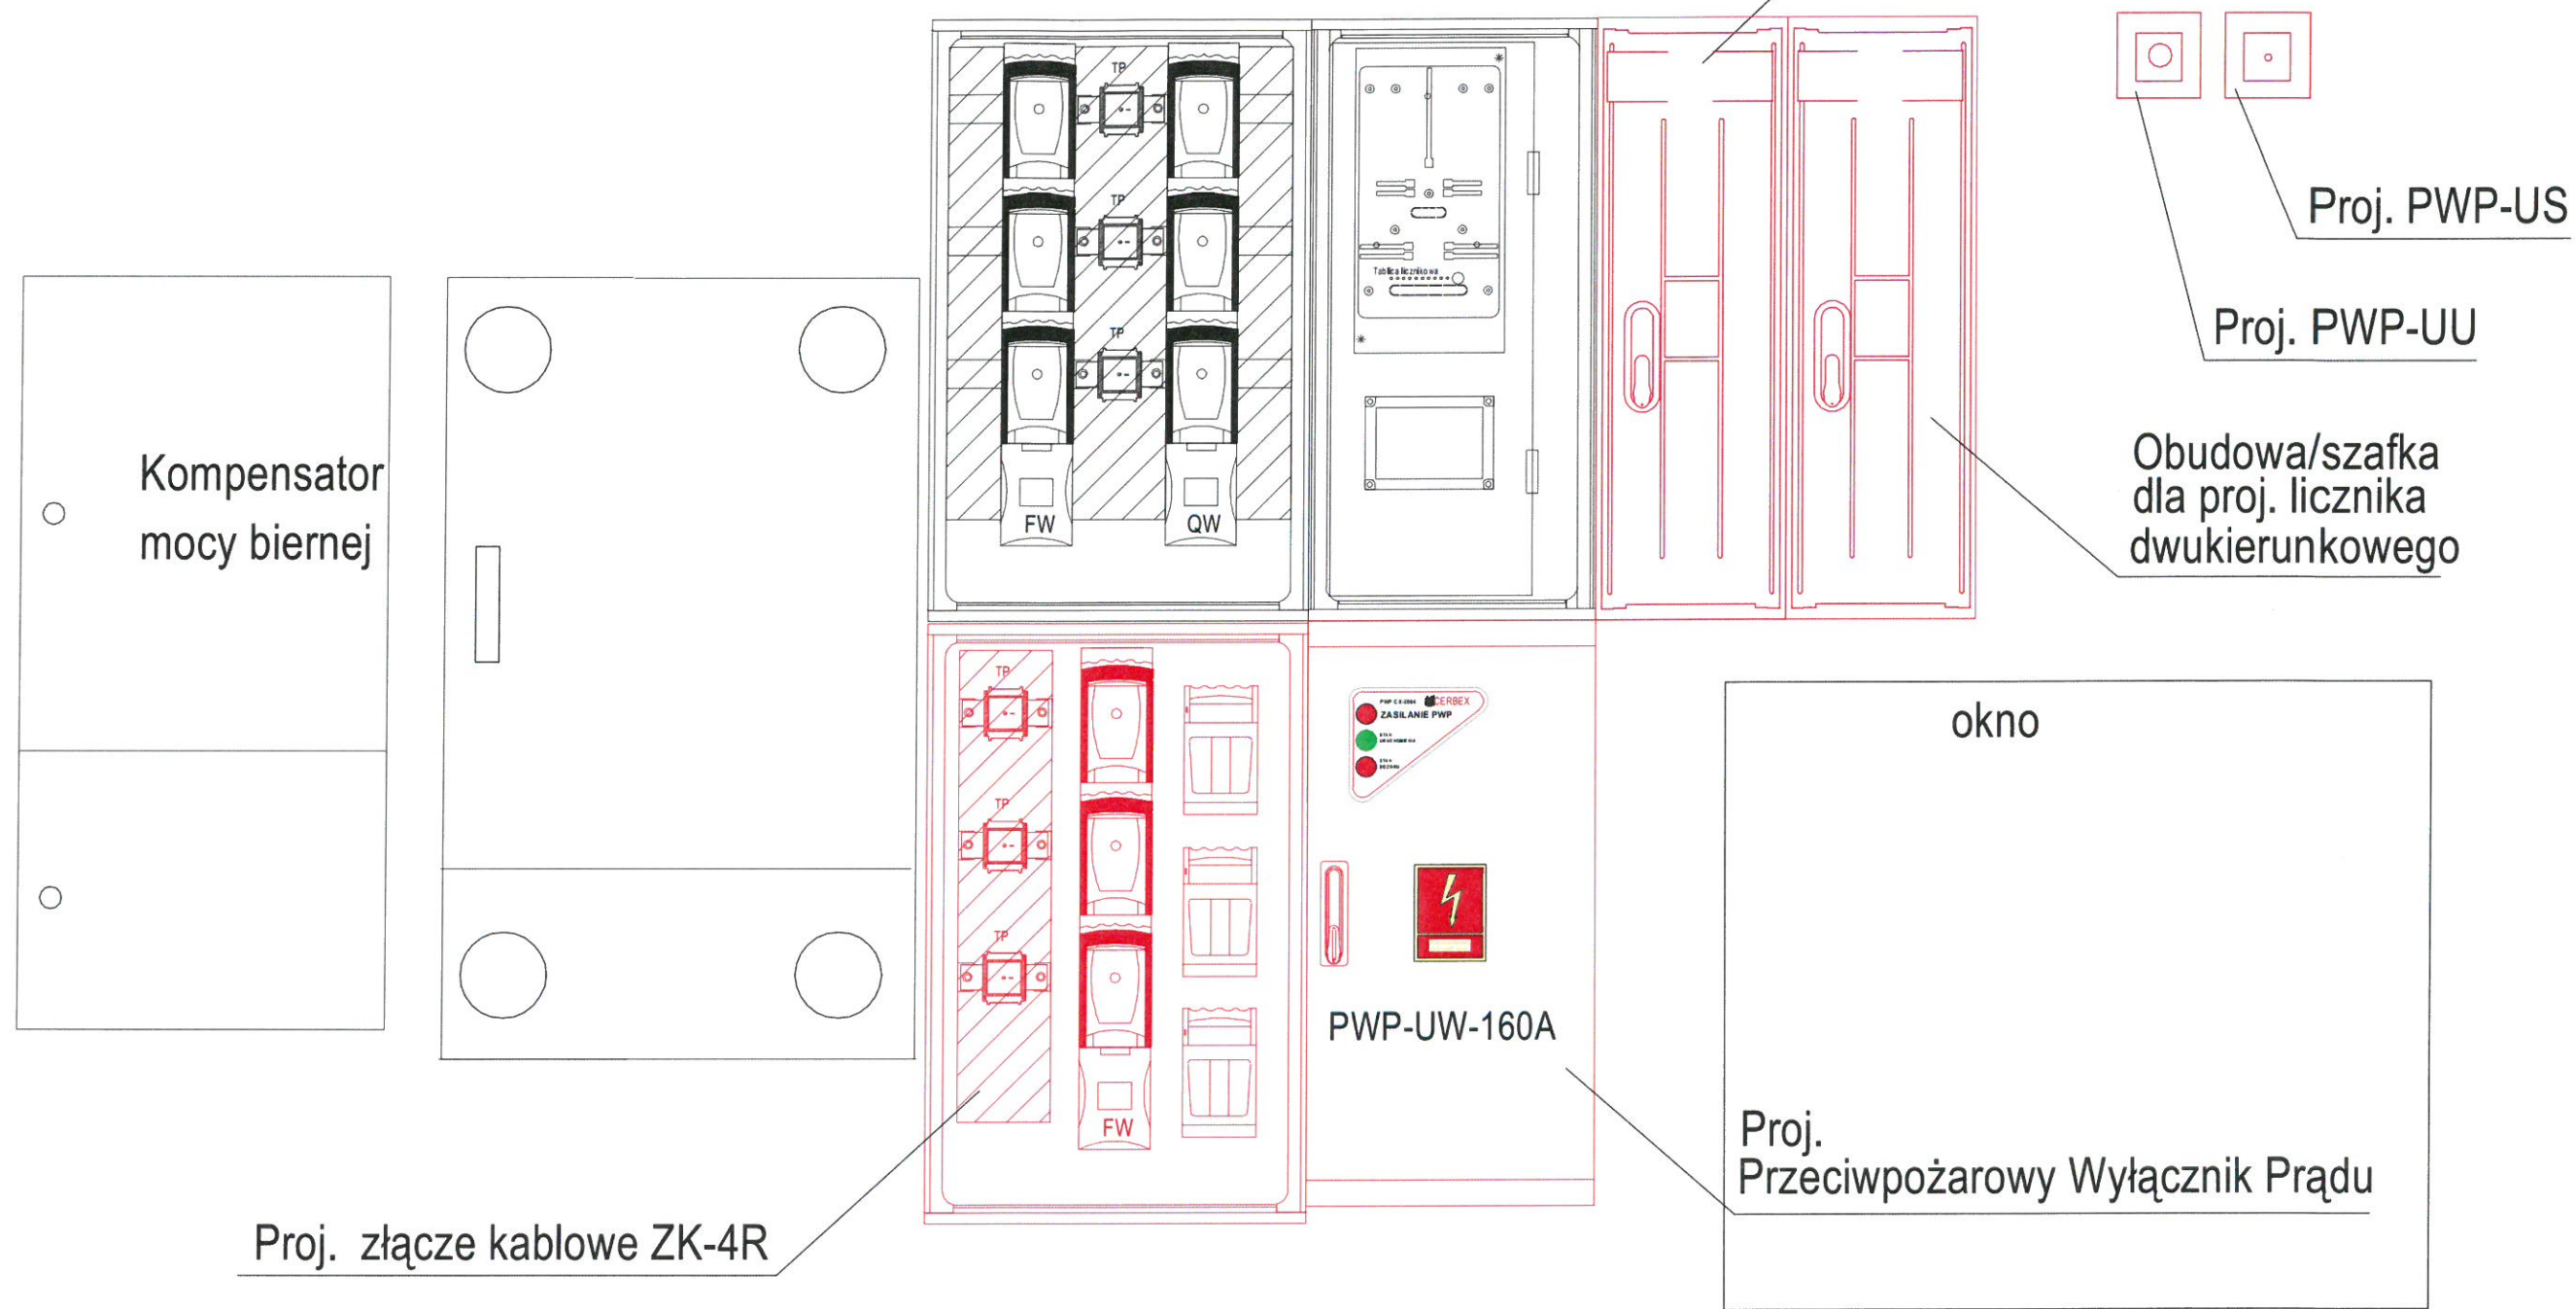 TP
TP
TP
FW
QW
Tablica licznikowa
Proj. PWP-US
Proj. PWP-UU
Obudowa/szafka
dla proj. licznika
dwukierunkowego
Kompensator
mocy biernej
TP
TP
TP
FW
CERBEX
ZASILANIE PWP
PWP-UW-160A
okno
Proj.
Przeciwpożarowy Wyłącznik Prądu
Proj. złącze kablowe ZK-4R